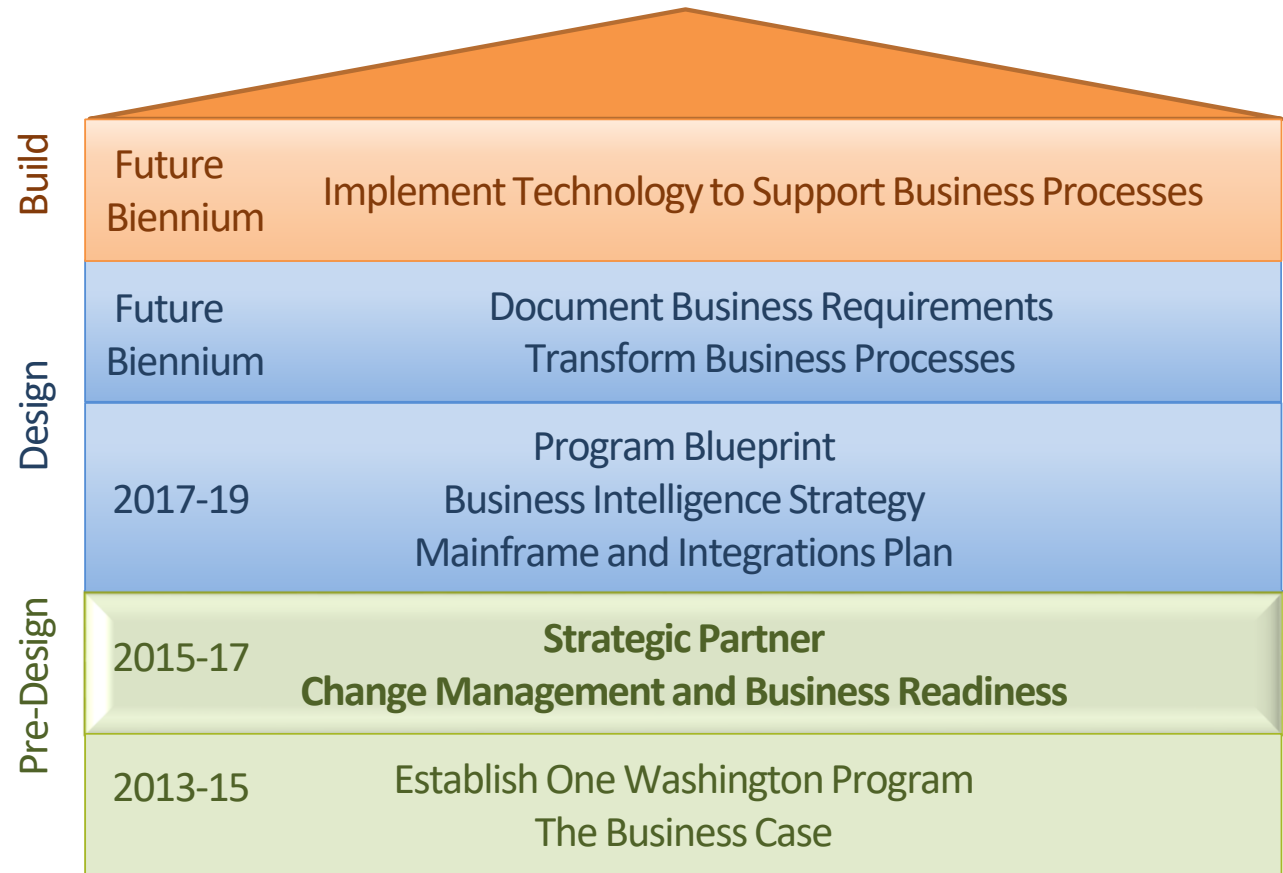 Build
Future
Biennium
Implement Technology to Support Business Processes
Design
Future
Biennium
Document Business Requirements
Transform Business Processes
2017-19
Program Blueprint
Business Intelligence Strategy
Mainframe and Integrations Plan
Pre-Design
2015-17
Strategic Partner
Change Management and Business Readiness
2013-15
Establish One Washington Program
The Business Case